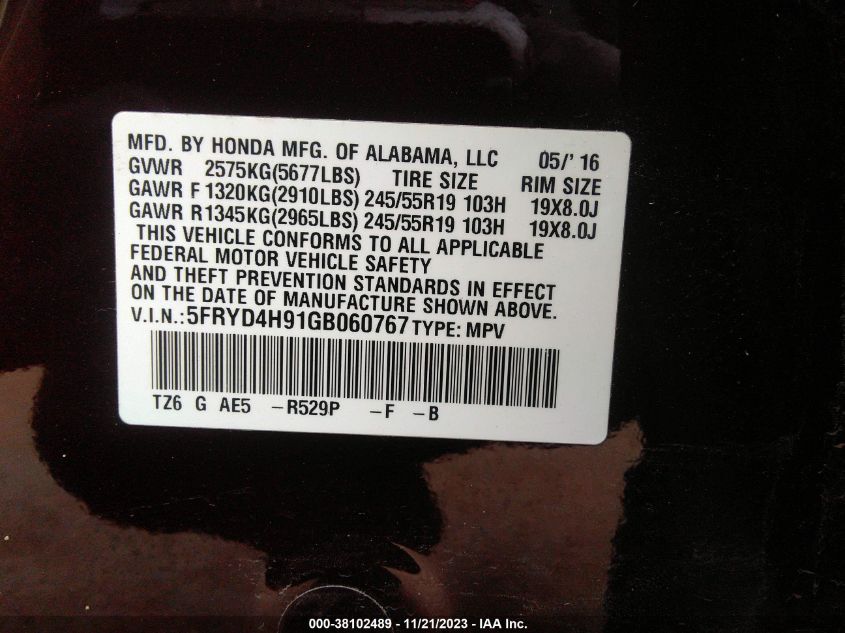 MFD. BY HONDA MFG. OF ALABAMA, LLC 05/' 16
GVWR 2575KG(5677LBS) TIRE SIZE RIM SIZE
GAWR F 1320KG(2910LBS) 245/55R19 103H 19X8.0J
GAWR R1345KG(2965LBS) 245/55R19 103H 19X8.0J
THIS VEHICLE CONFORMS TO ALL APPLICABLE
FEDERAL MOTOR VEHICLE SAFETY
AND THEFT PREVENTION STANDARDS IN EFFECT
ON THE DATE OF MANUFACTURE SHOWN ABOVE.
V.I.N.:5FRYD4H91GB060767 TYPE: MPV
TZ6 G AE5 -R529P -F -B
000-38102489 - 11/21/2023 - IAA Inc.